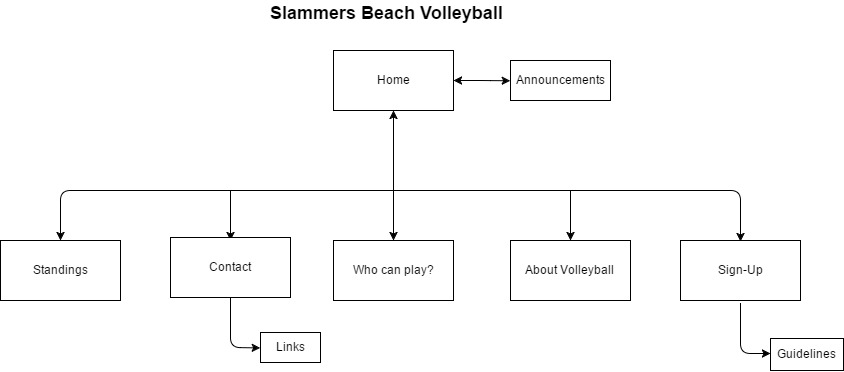 Slammers Beach Volleyball
Home
Announcements
Standings
Contact
Who can play?
About Volleyball
Sign-Up
Links
Guidelines